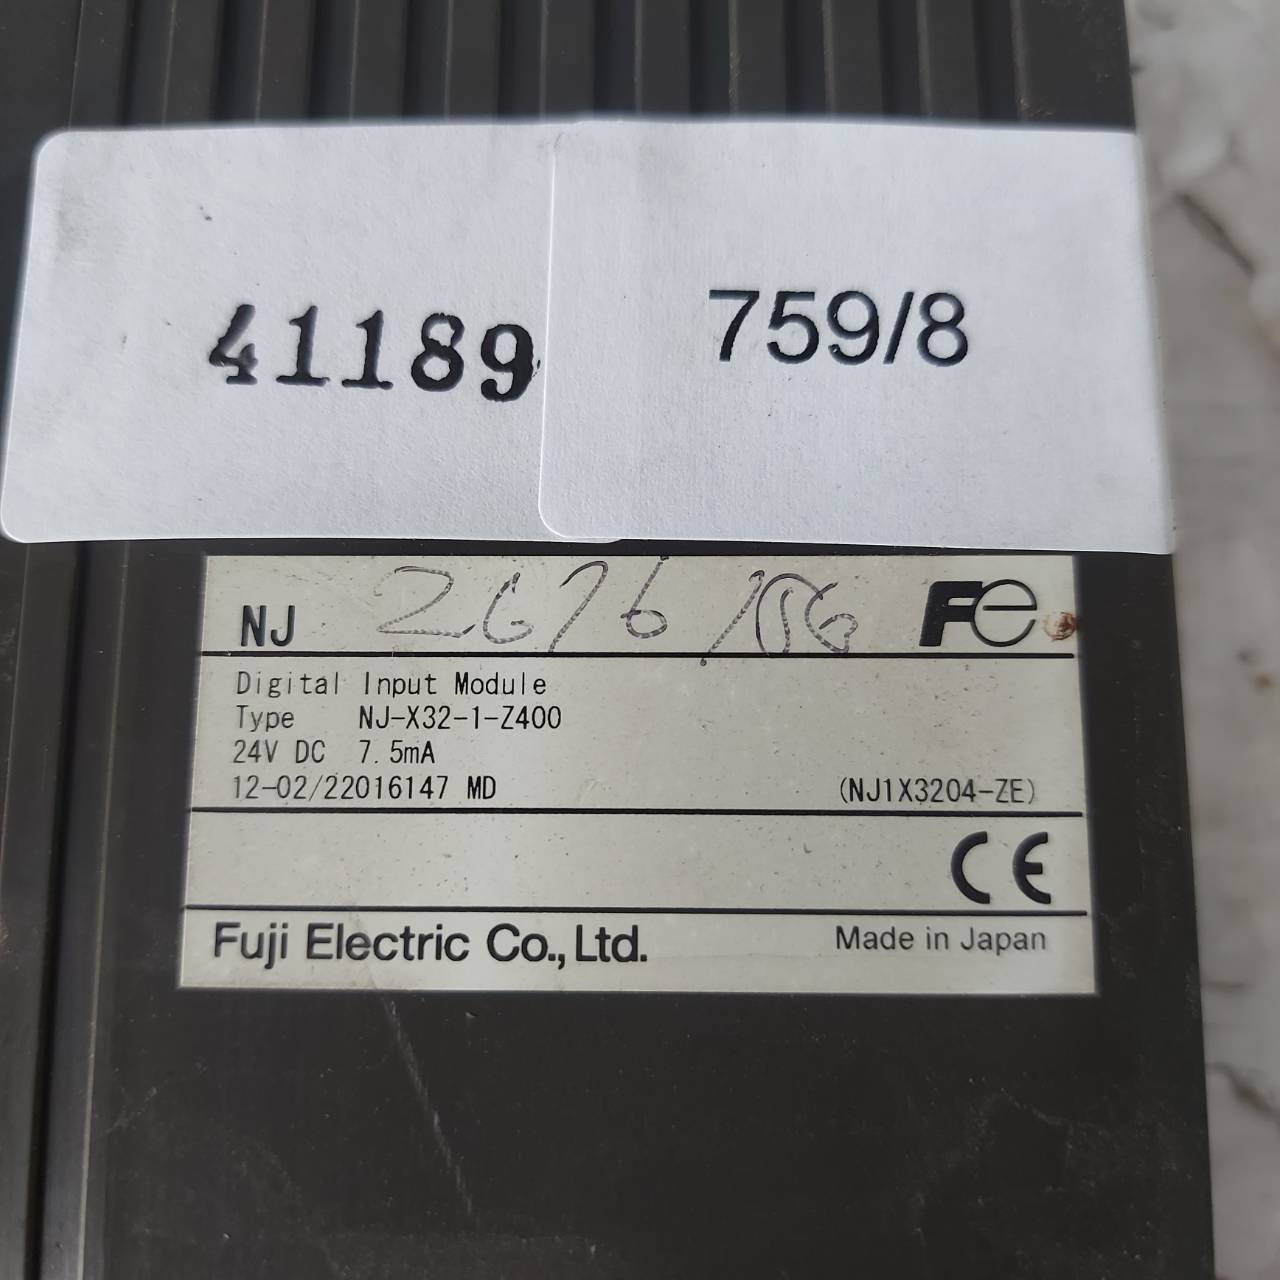 41189
759/8
NJ
Fe
Digital Input Module
Type NJ-X32-1-Z400
24V DC 7.5mA
12-02/22016147 MD (NJ1X3204-ZE)
CE
Fuji Electric Co., Ltd. Made in Japan